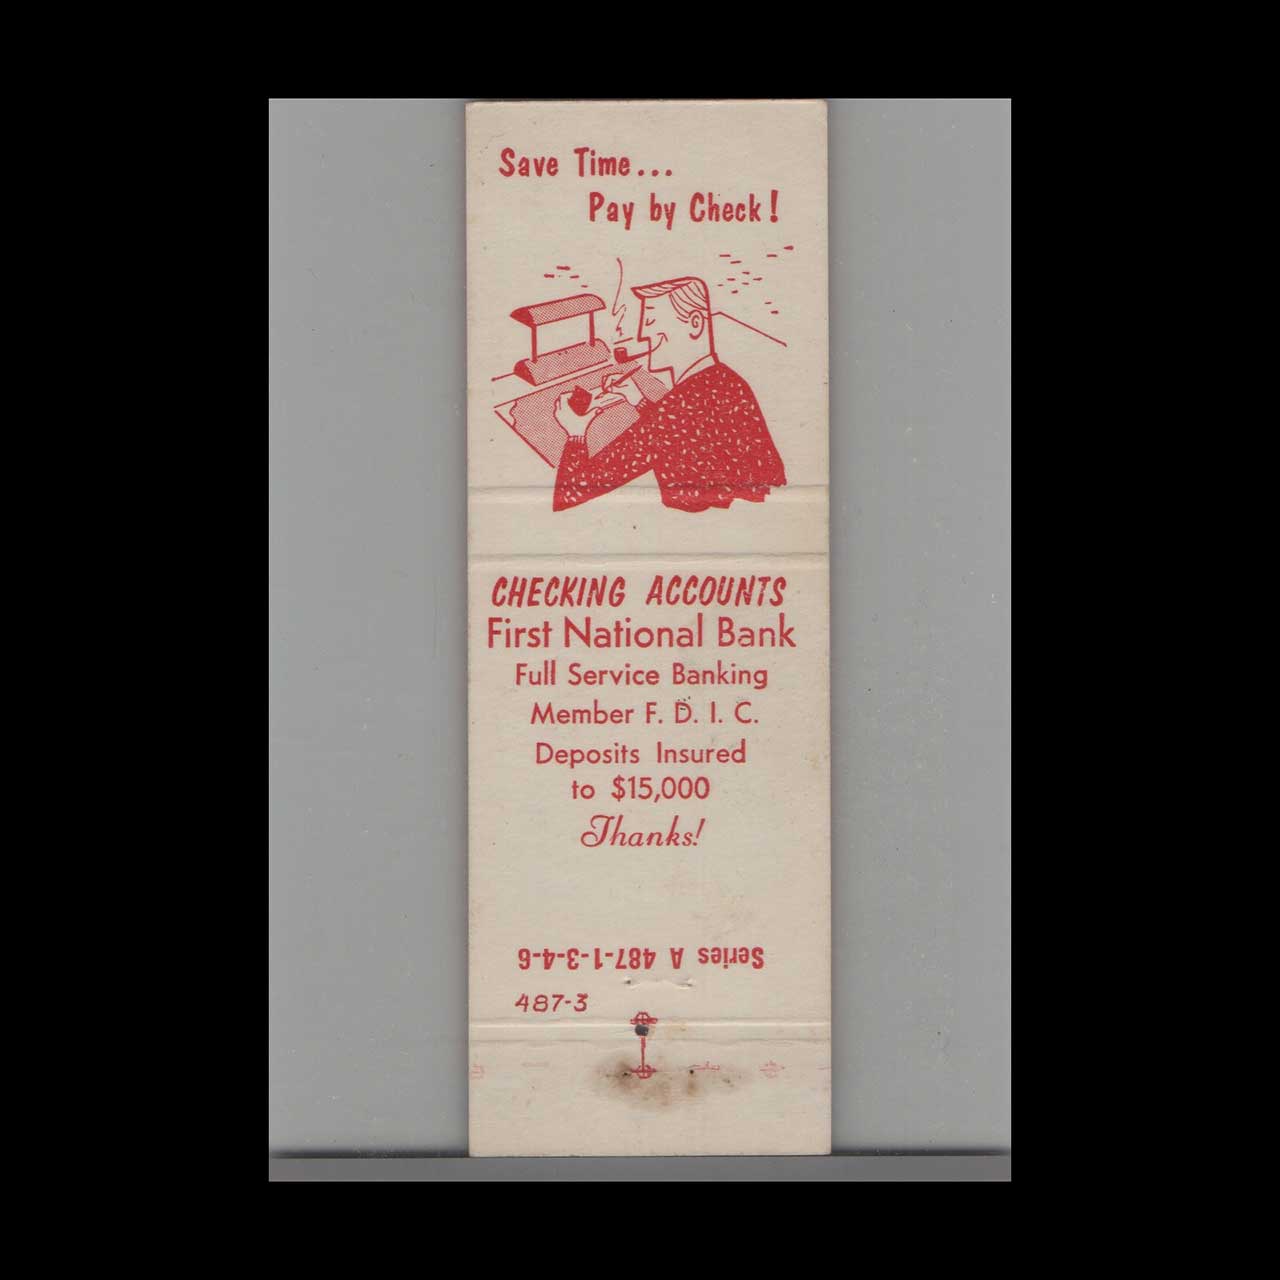 Save Time...
Pay by Check!
CHECKING ACCOUNTS
First National Bank
Full Service Banking
Member F. D. I. C.
Deposits Insured
to $15,000
Thanks!
Series A 487-1-3-4-6
487-3